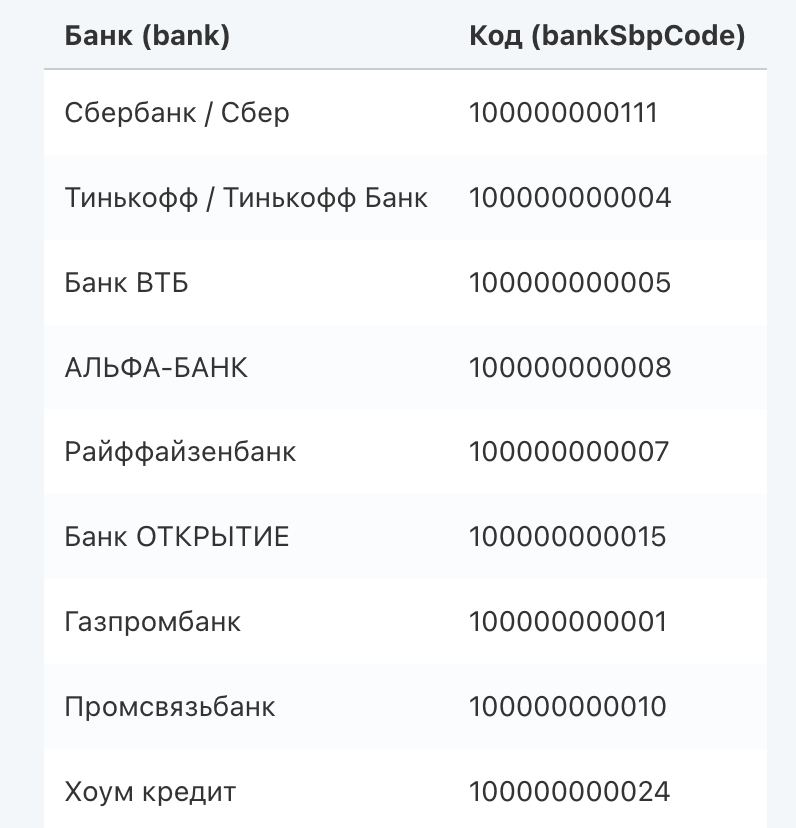 Банк (bank) Код (bankSbpCode)
Сбербанк / Сбер 100000000111
Тинькофф / Тинькофф Банк 100000000004
Банк ВТБ 100000000005
АЛЬФА-БАНК 100000000008
Райффайзенбанк 100000000007
Банк ОТКРЫТИЕ 100000000015
Газпромбанк 100000000001
Промсвязьбанк 100000000010
Хоум кредит 100000000024